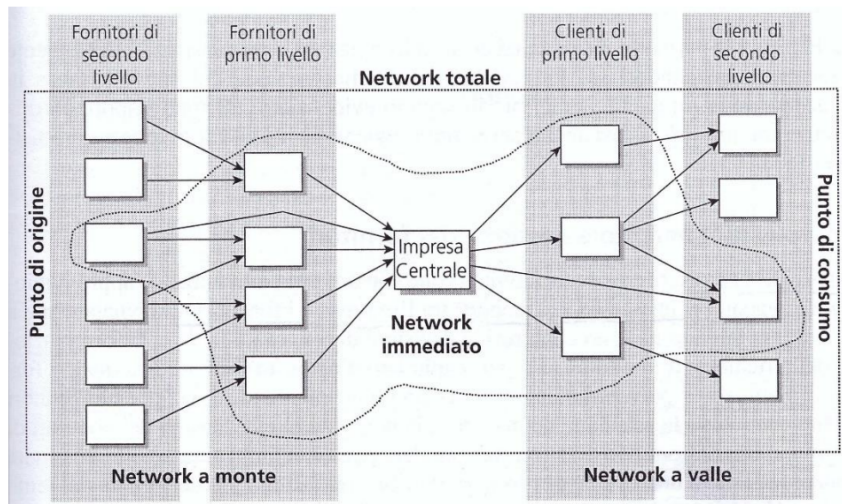 Fornitori di
secondo
livello
Fornitori di
primo livello
Clienti di
primo livello
Clienti di
secondo
livello
Network totale
Punto di origine
Impresa
Centrale
Network
immediato
Punto di consumo
Network a monte
Network a valle